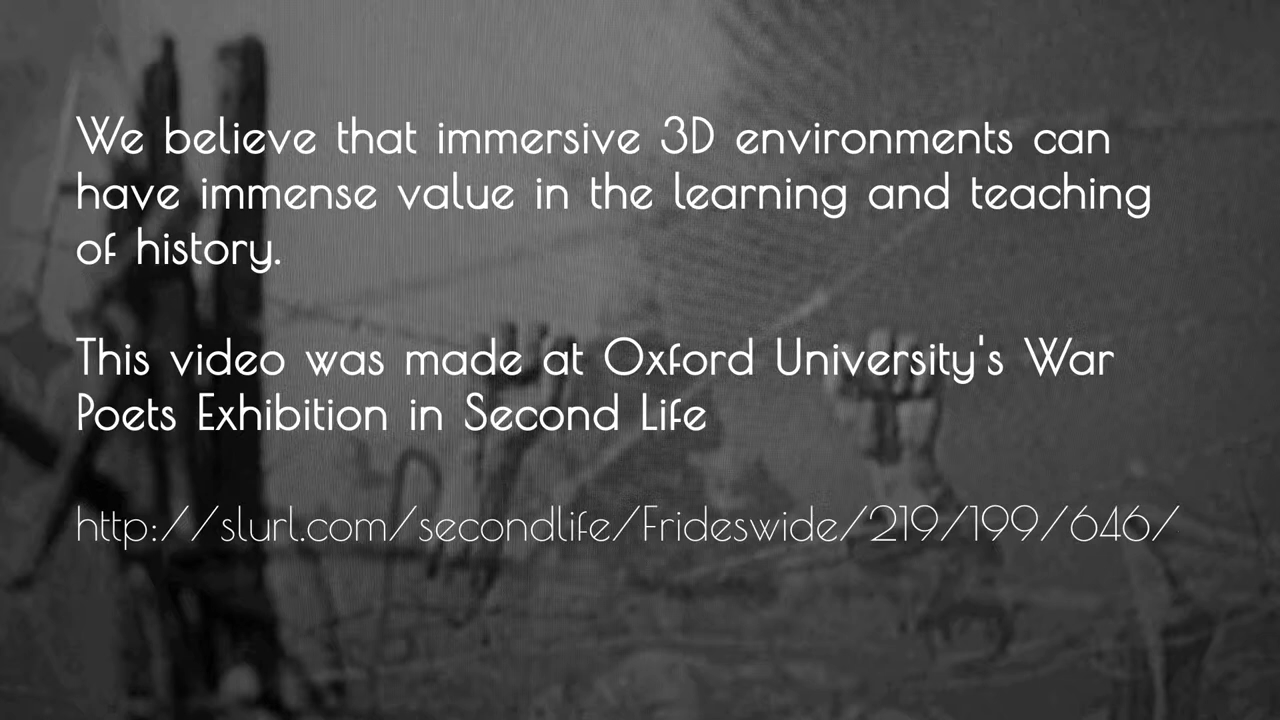 We believe that immersive 3D environments can
have immense value in the learning and teaching
of history.
This video was made at Oxford University's War
Poets Exhibition in Second Life
http://slurl.com/secondlife/Frideswide/219/199/646/